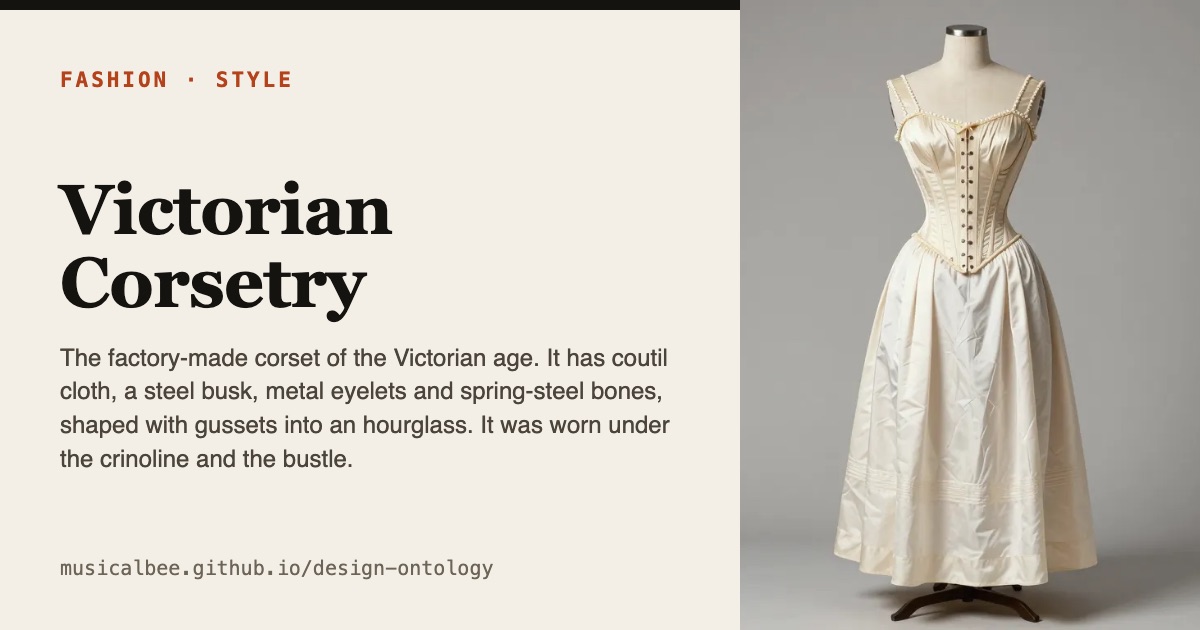 FASHION · STYLE
Victorian
Corsetry
The factory-made corset of the Victorian age. It has coutil
cloth, a steel busk, metal eyelets and spring-steel bones,
shaped with gussets into an hourglass. It was worn under
the crinoline and the bustle.
musicalbee.github.io/design-ontology